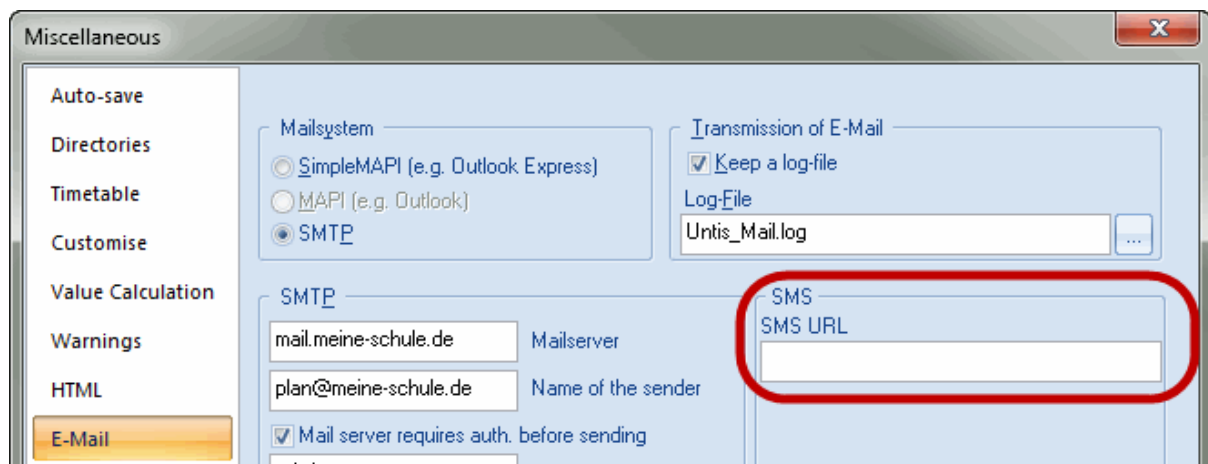 Miscellaneous
Auto-save
Directories
Timetable
Customise
Value Calculation
Warnings
HTML
E-Mail
Mailsystem
SimpleMAPI (e.g. Outlook Express)
MAPI (e.g. Outlook)
SMTP
Transmission of E-Mail
Keep a log-file
Log-File
Untis_Mail.log
...
SMTP
mail.meine-schule.de Mailserver
plan@meine-schule.de Name of the sender
Mail server requires auth. before sending
SMS
SMS URL